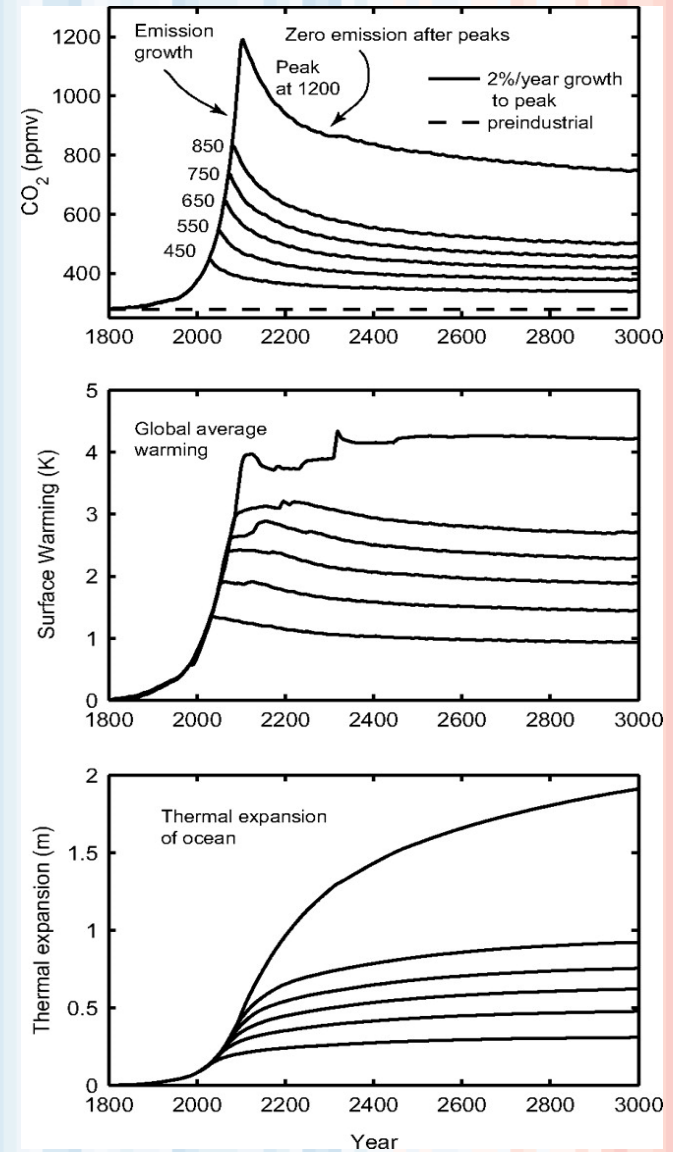 Emission
growth
Zero emission after peaks
Peak
at 1200
2%/year growth
to peak
preindustrial
CO2 (ppmv)
1200
1000
800
600
400
850
750
650
550
450
1800 2000 2200 2400 2600 2800 3000
Global average
warming
Surface Warming (K)
5
4
3
2
1
0
1800 2000 2200 2400 2600 2800 3000
Thermal expansion
of ocean
Thermal expansion (m)
2
1.5
1
0.5
0
1800 2000 2200 2400 2600 2800 3000
Year